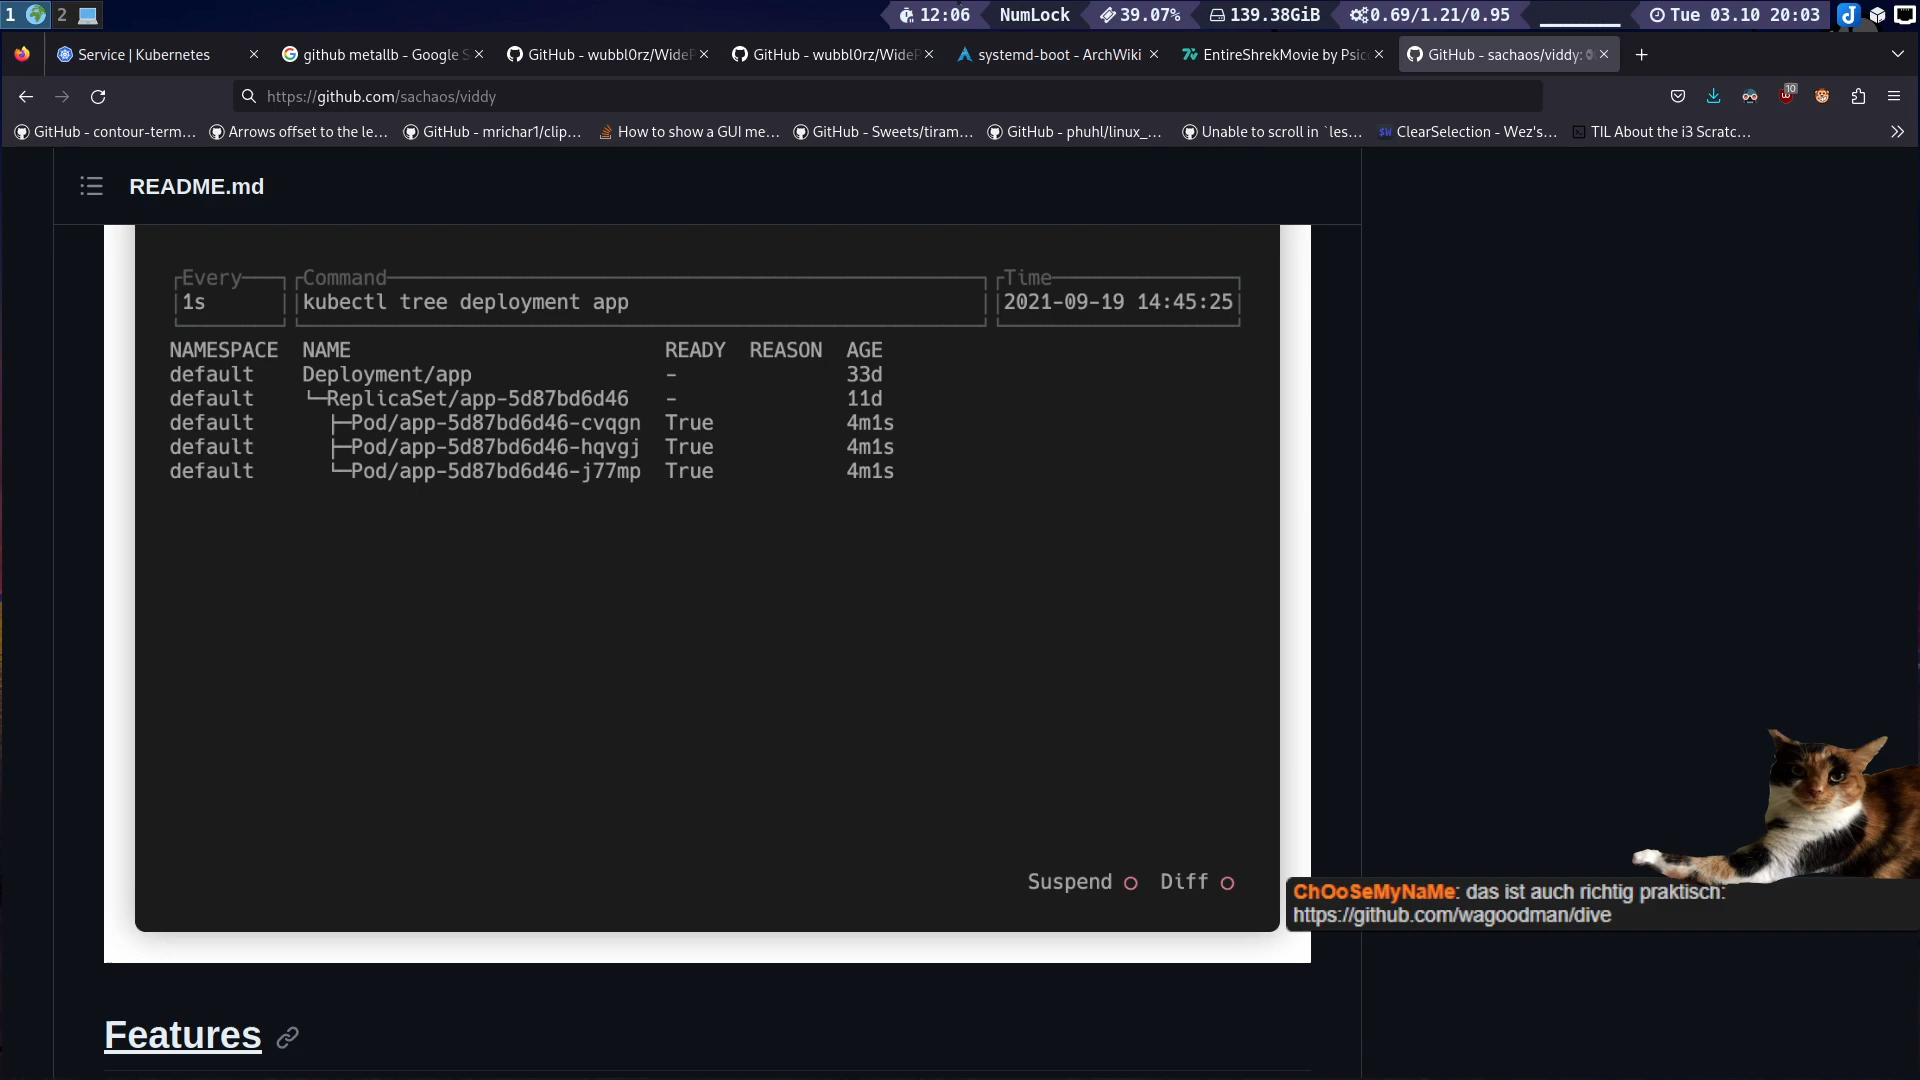 1 2 12:06 NumLock 39.07% 139.38GiB 0.69/1.21/0.95 Tue 03.10 20:03
Service | Kubernetes
github metallb - Google S
GitHub - wubbl0rz/WideP
GitHub - wubbl0rz/WideP
systemd-boot - ArchWiki
EntireShrekMovie by Psic
GitHub - sachaos/viddy:
https://github.com/sachaos/viddy
10
GitHub - contour-term…
Arrows offset to the le…
GitHub - mrichar1/clip…
How to show a GUI me…
GitHub - Sweets/tiram…
GitHub - phuhl/linux_…
Unable to scroll in `les…
ClearSelection - Wez's…
TIL About the i3 Scratc…
README.md
Every Command Time
1s kubectl tree deployment app 2021-09-19 14:45:25
NAMESPACE NAME READY REASON AGE
default Deployment/app - 33d
default └─ReplicaSet/app-5d87bd6d46 - 11d
default ├─Pod/app-5d87bd6d46-cvqgn True 4m1s
default ├─Pod/app-5d87bd6d46-hqvgj True 4m1s
default └─Pod/app-5d87bd6d46-j77mp True 4m1s
Suspend Diff
ChOoSeMyNaMe: das ist auch richtig praktisch:
https://github.com/wagoodman/dive
Features